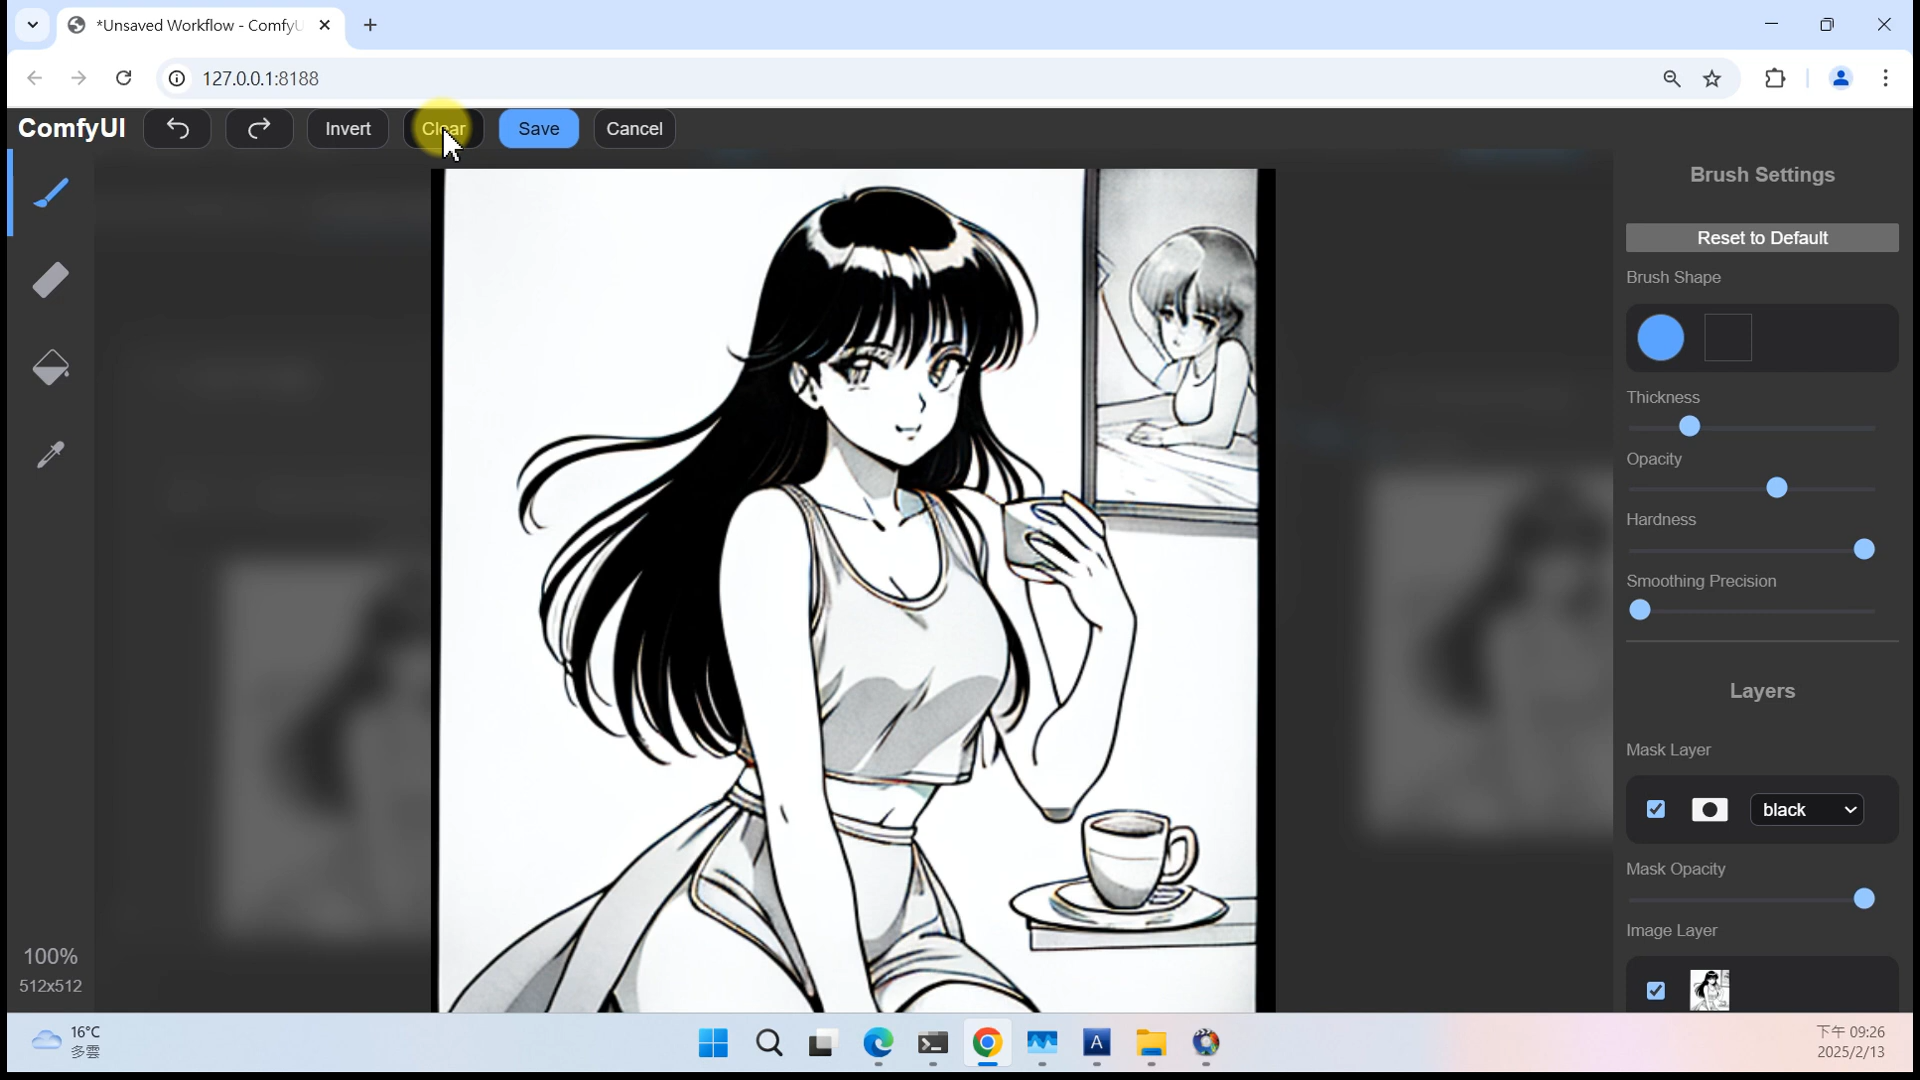 *Unsaved Workflow - ComfyU
127.0.0.1:8188
ComfyUI
Invert
Clear
Save
Cancel
Brush Settings
Reset to Default
Brush Shape
Thickness
Opacity
Hardness
Smoothing Precision
Layers
Mask Layer
black
Mask Opacity
Image Layer
100%
512x512
16°C
多雲
下午 09:26
2025/2/13